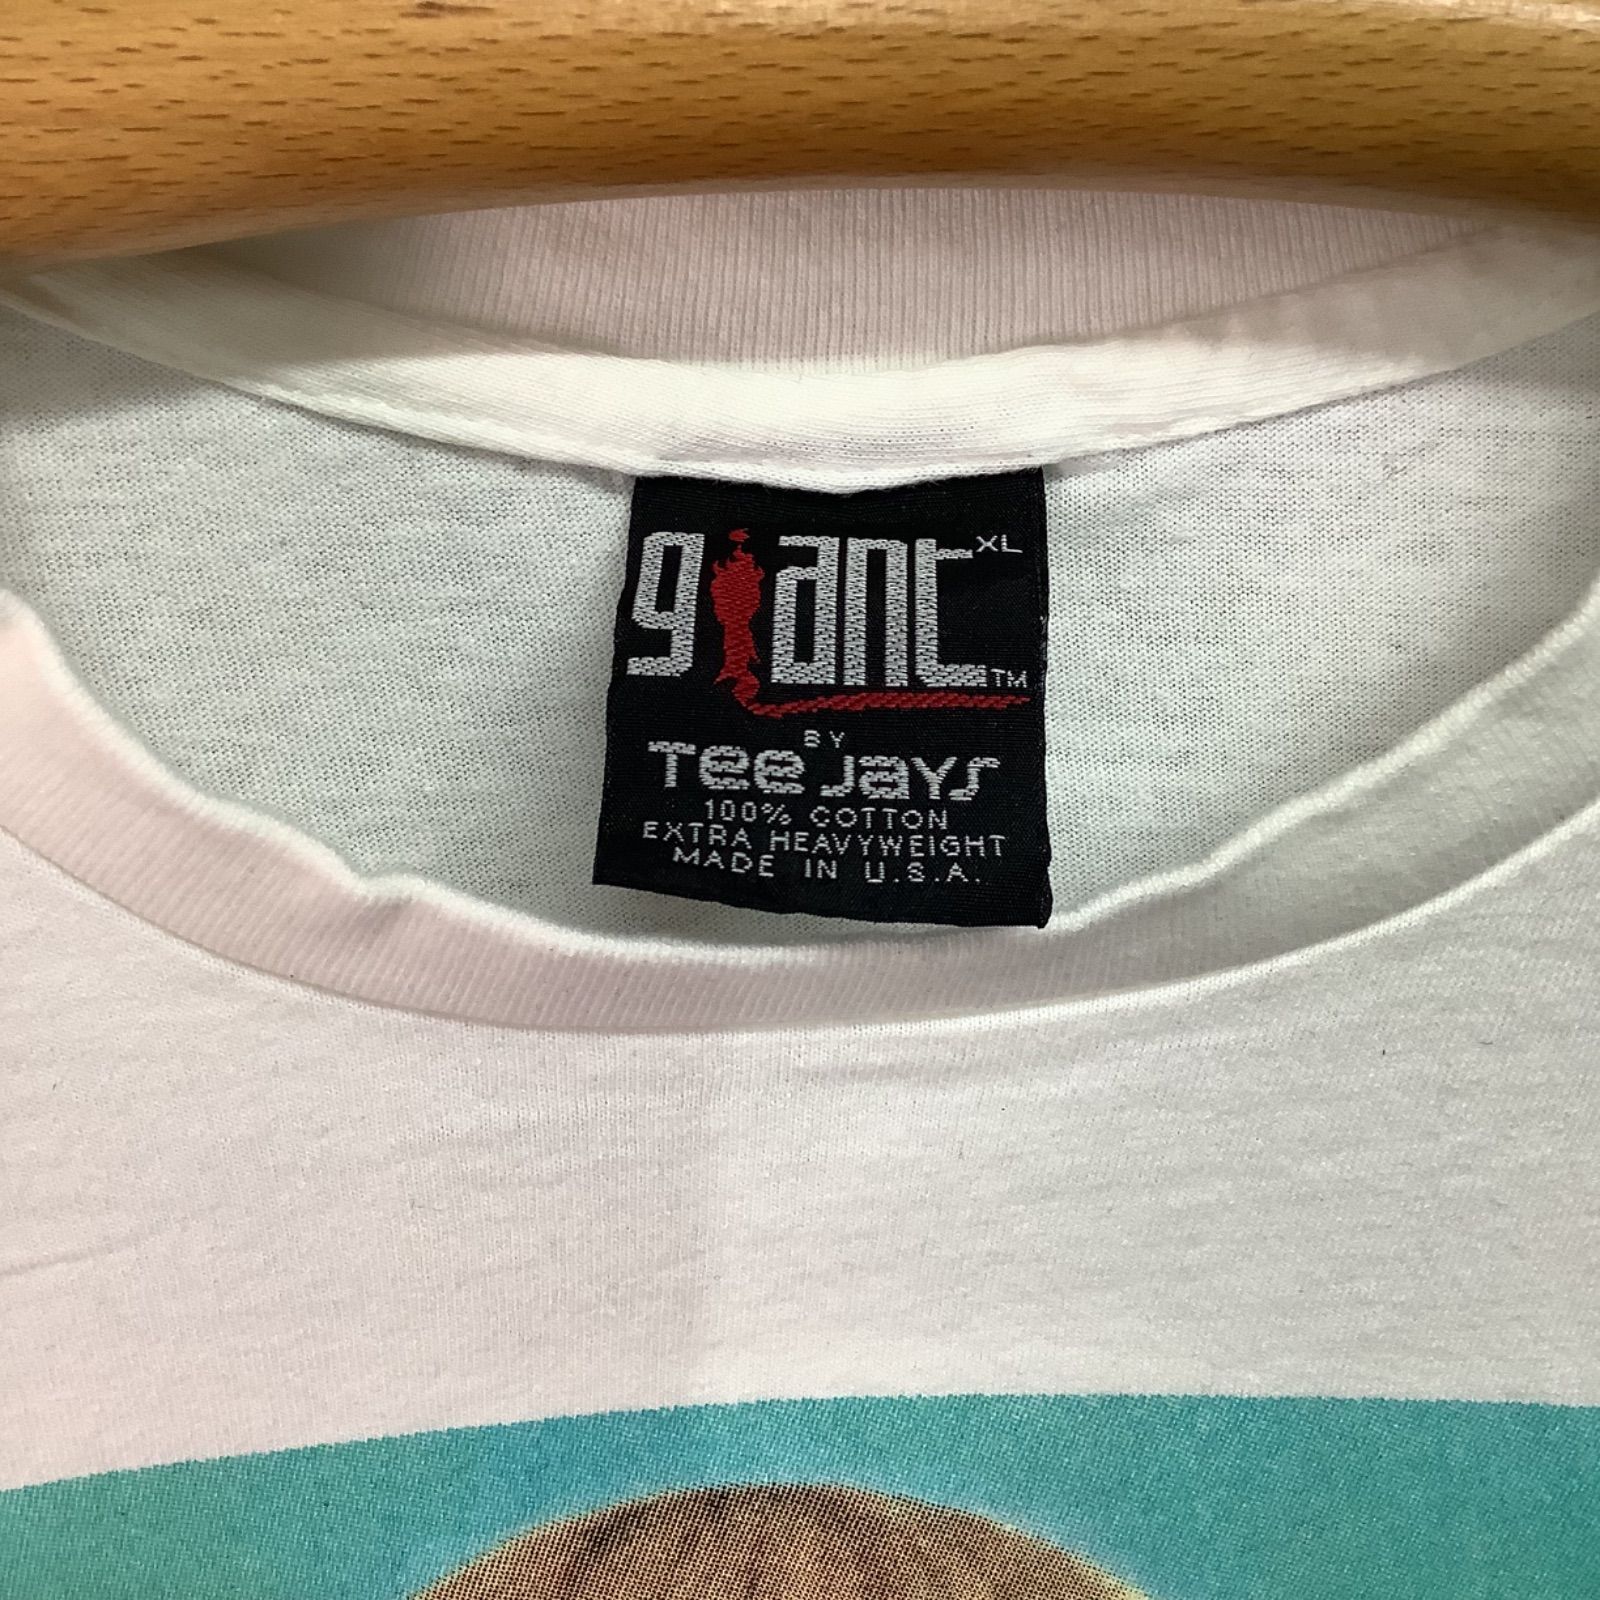 giant XL
TM
BY
Tee Jays
100% COTTON
EXTRA HEAVYWEIGHT
MADE IN U.S.A.